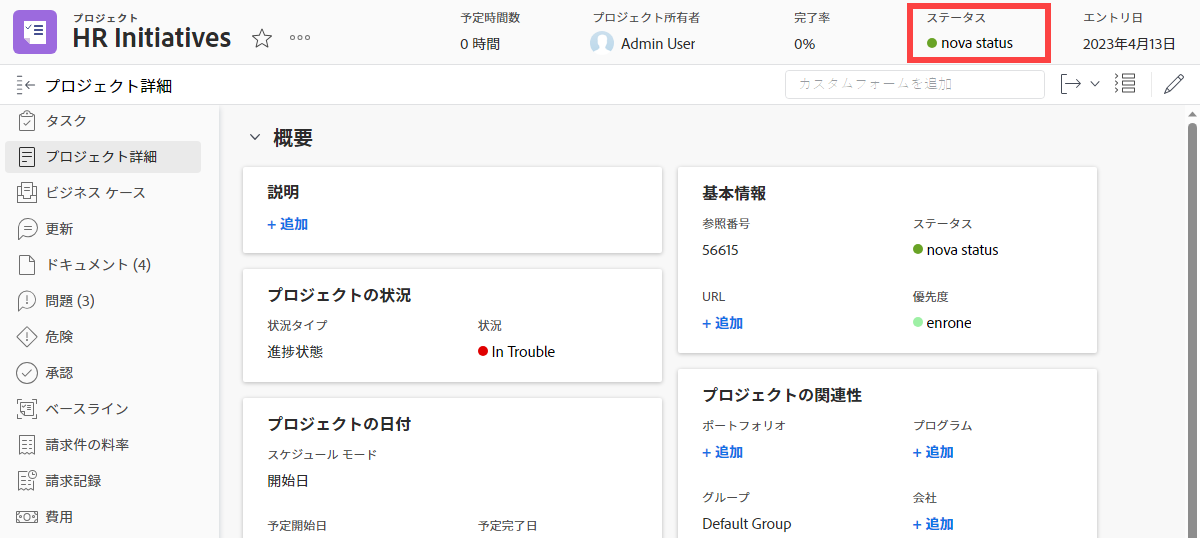 プロジェクト
HR Initiatives
予定時間数
0 時間
プロジェクト所有者
Admin User
完了率
0%
ステータス
nova status
エントリ日
2023年4月13日
プロジェクト詳細
カスタムフォームを追加
タスク
プロジェクト詳細
ビジネス ケース
更新
ドキュメント (4)
問題 (3)
危険
承認
ベースライン
請求件の料率
請求記録
費用
概要
説明
+ 追加
プロジェクトの状況
状況タイプ
進捗状態
状況
In Trouble
プロジェクトの日付
スケジュール モード
開始日
予定開始日
予定完了日
基本情報
参照番号
56615
ステータス
nova status
URL
+ 追加
優先度
enrone
プロジェクトの関連性
ポートフォリオ
+ 追加
プログラム
+ 追加
グループ
Default Group
会社
+ 追加